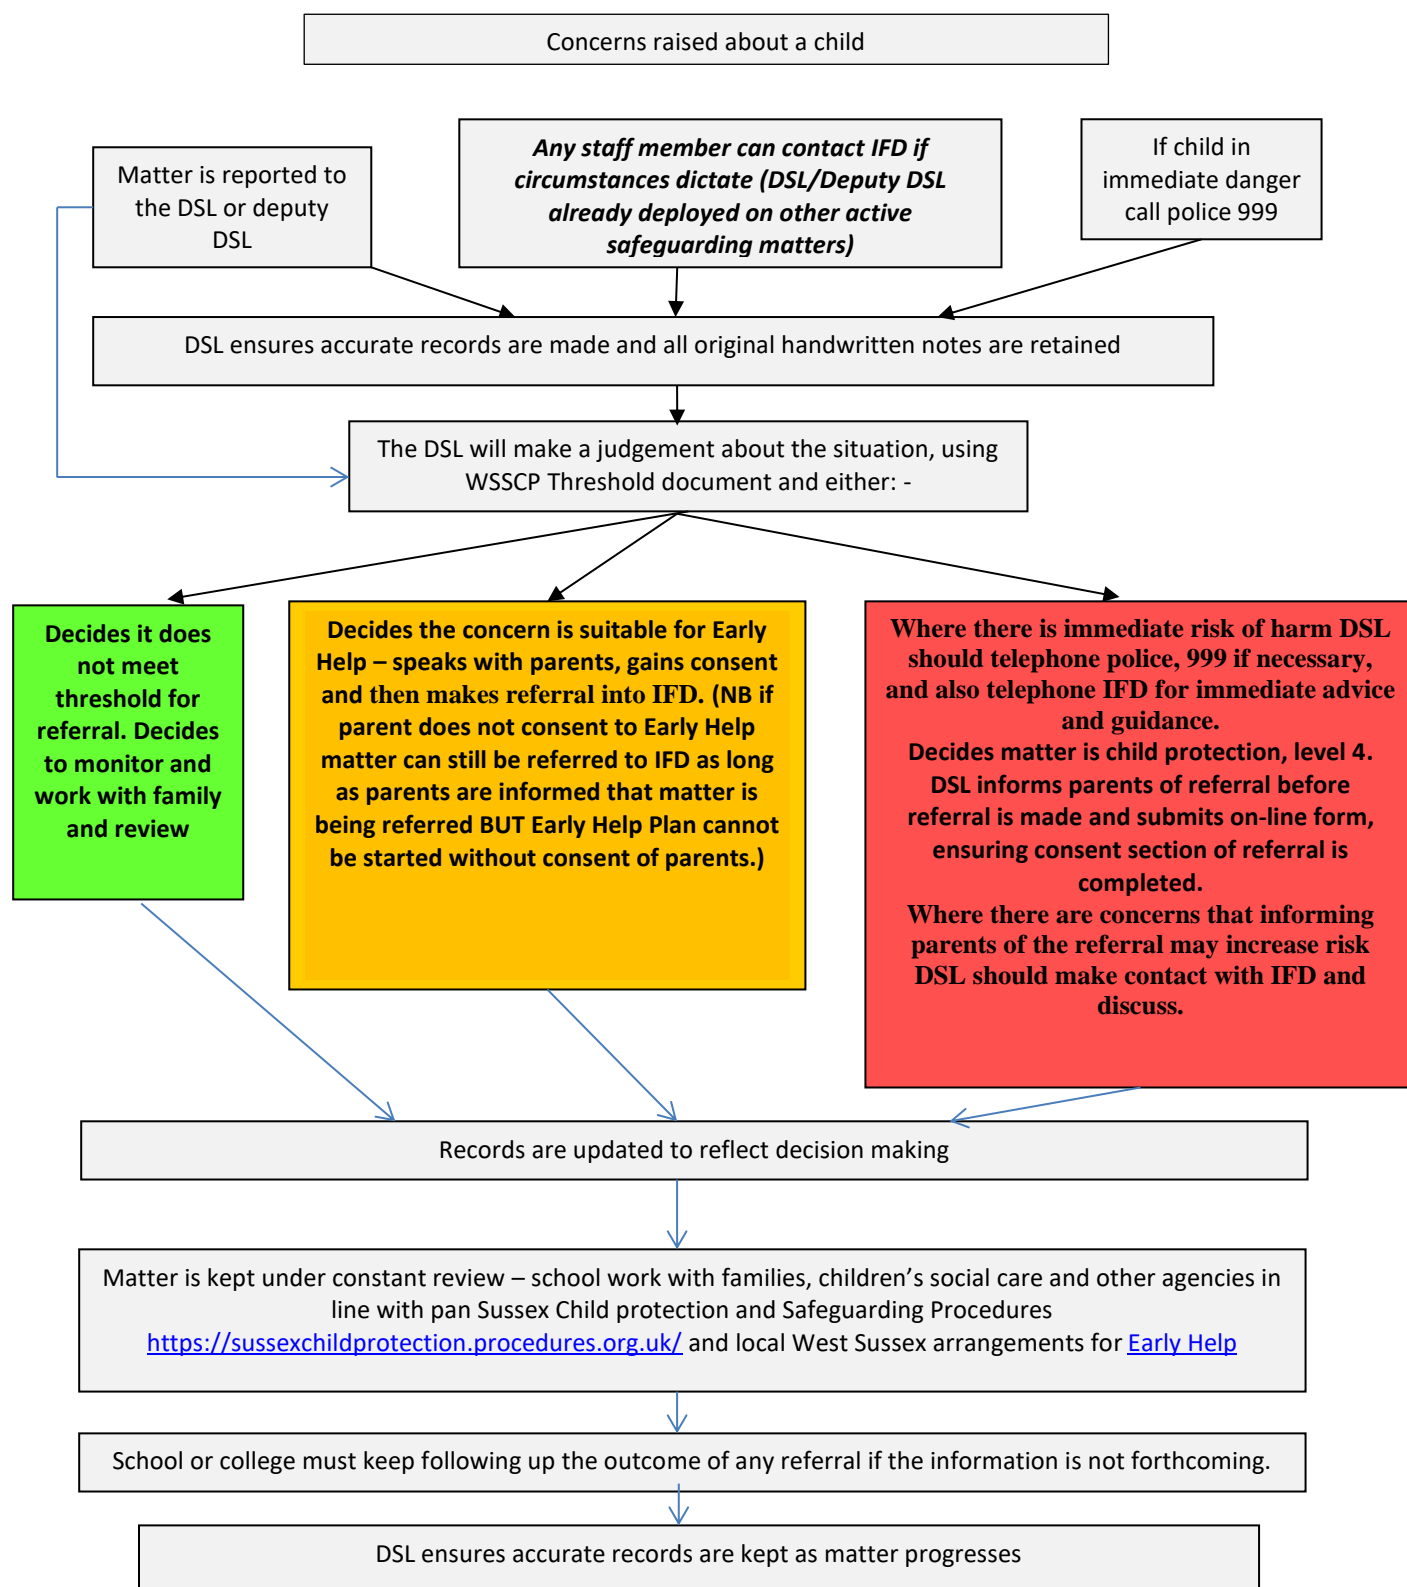 Concerns raised about a child
Matter is reported to
the DSL or deputy
DSL
Any staff member can contact IFD if
circumstances dictate (DSL/Deputy DSL
already deployed on other active
safeguarding matters)
If child in
immediate danger
call police 999
DSL ensures accurate records are made and all original handwritten notes are retained
The DSL will make a judgement about the situation, using
WSSCP Threshold document and either: -
Decides it does
not meet
threshold for
referral. Decides
to monitor and
work with family
and review
Decides the concern is suitable for Early
Help – speaks with parents, gains consent
and then makes referral into IFD. (NB if
parent does not consent to Early Help
matter can still be referred to IFD as long
as parents are informed that matter is
being referred BUT Early Help Plan cannot
be started without consent of parents.)
Where there is immediate risk of harm DSL
should telephone police, 999 if necessary,
and also telephone IFD for immediate advice
and guidance.
Decides matter is child protection, level 4.
DSL informs parents of referral before
referral is made and submits on-line form,
ensuring consent section of referral is
completed.
Where there are concerns that informing
parents of the referral may increase risk
DSL should make contact with IFD and
discuss.
Records are updated to reflect decision making
Matter is kept under constant review – school work with families, children’s social care and other agencies in
line with pan Sussex Child protection and Safeguarding Procedures
https://sussexchildprotection.procedures.org.uk/ and local West Sussex arrangements for Early Help
School or college must keep following up the outcome of any referral if the information is not forthcoming.
DSL ensures accurate records are kept as matter progresses